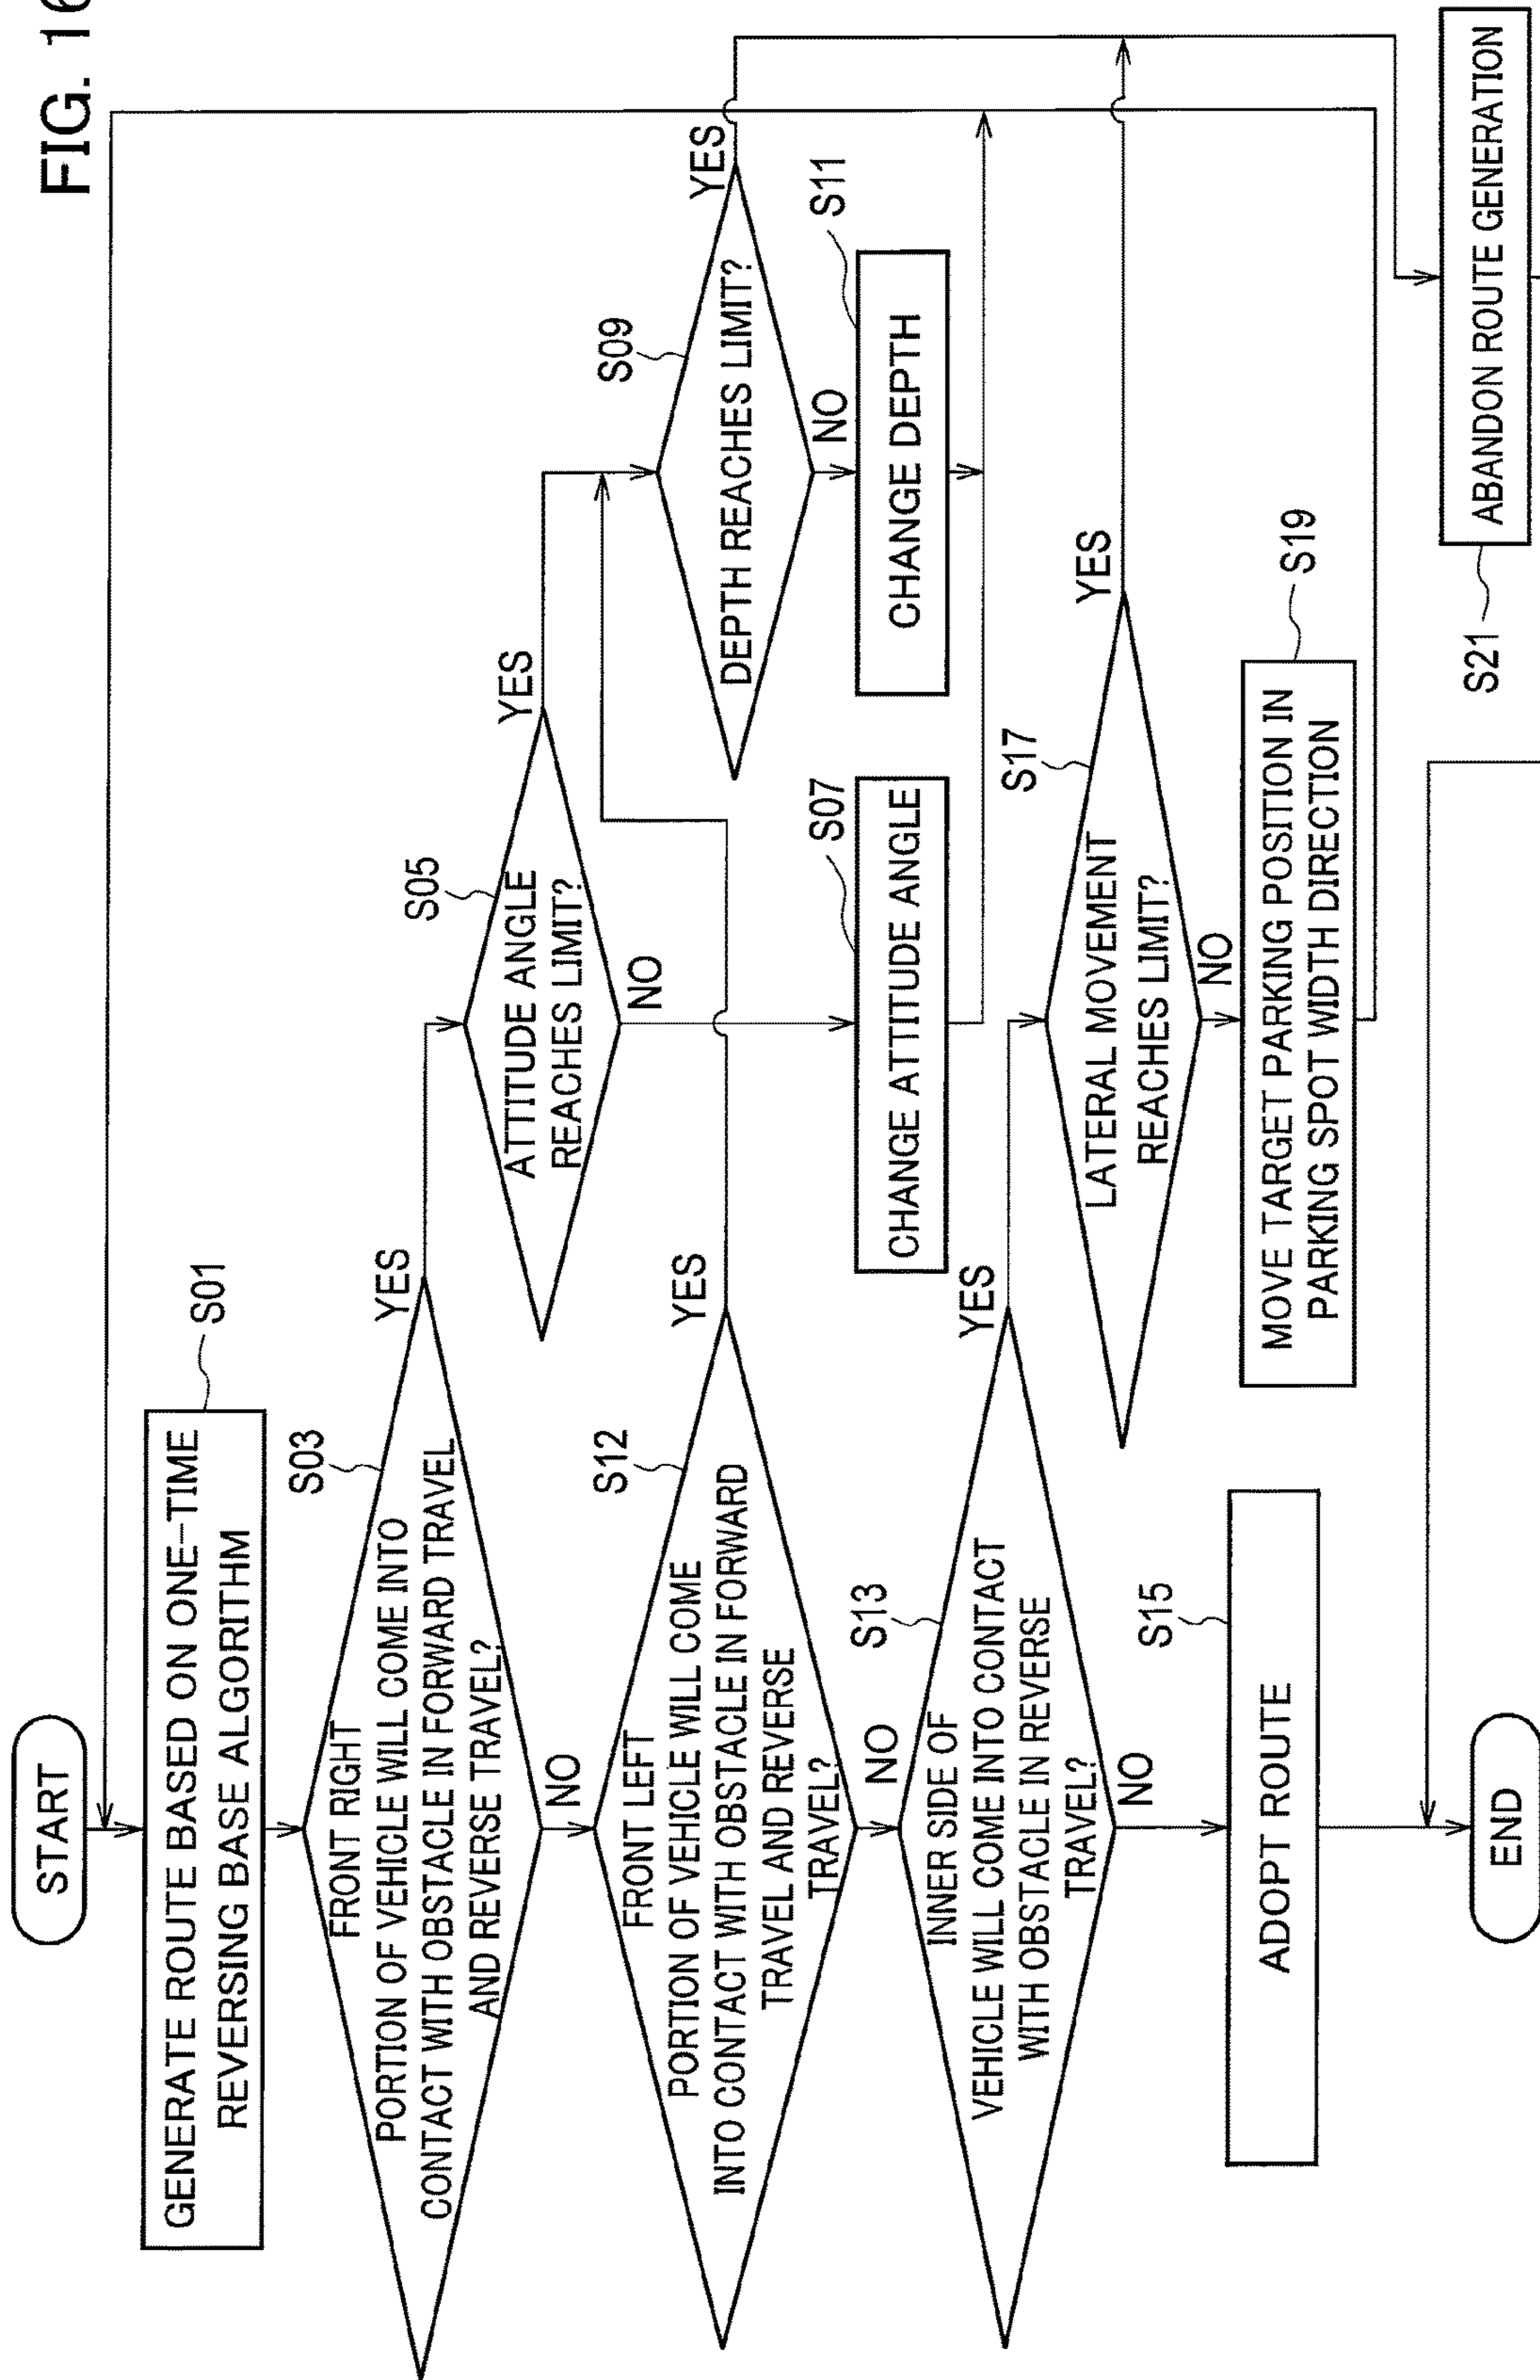 FIG. 16
START
GENERATE ROUTE BASED ON ONE-TIME
REVERSING BASE ALGORITHM
S01
FRONT RIGHT
PORTION OF VEHICLE WILL COME INTO
CONTACT WITH OBSTACLE IN FORWARD TRAVEL
AND REVERSE TRAVEL?
S03
YES
NO
ATTITUDE ANGLE
REACHES LIMIT?
S05
YES
NO
DEPTH REACHES LIMIT?
S09
YES
NO
CHANGE DEPTH
S11
FRONT LEFT
PORTION OF VEHICLE WILL COME
INTO CONTACT WITH OBSTACLE IN FORWARD
TRAVEL AND REVERSE
TRAVEL?
S12
YES
NO
CHANGE ATTITUDE ANGLE
S07
INNER SIDE OF
VEHICLE WILL COME INTO CONTACT
WITH OBSTACLE IN REVERSE
TRAVEL?
S13
YES
NO
LATERAL MOVEMENT
REACHES LIMIT?
S17
YES
NO
MOVE TARGET PARKING POSITION IN
PARKING SPOT WIDTH DIRECTION
S19
ADOPT ROUTE
S15
ABANDON ROUTE GENERATION
S21
END